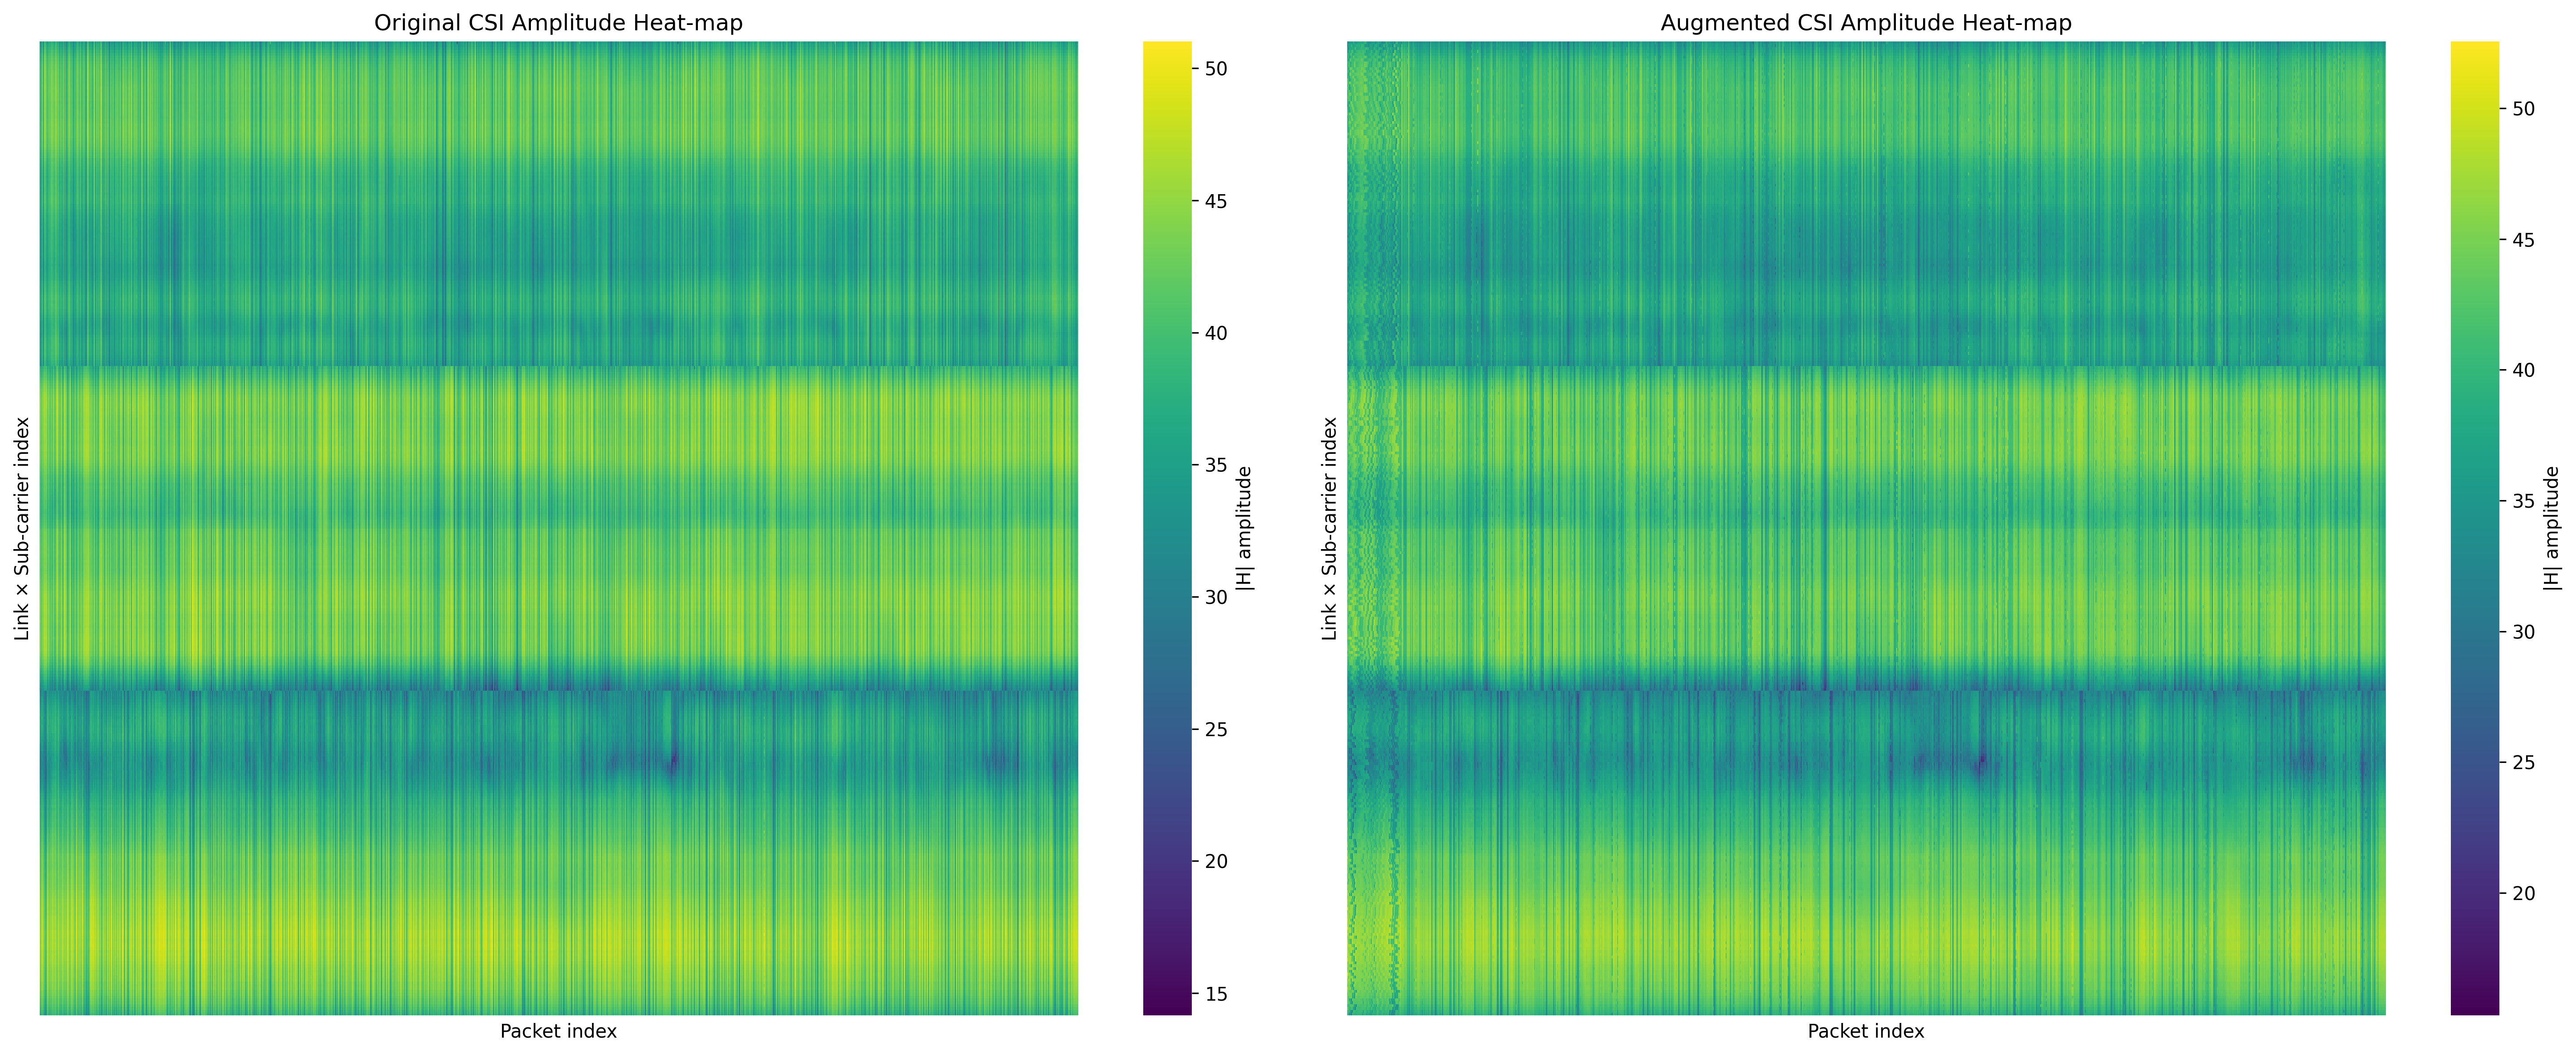 Original CSI Amplitude Heat-map
Link × Sub-carrier index
Packet index
50
45
40
35
30
25
20
15
|H| amplitude
Augmented CSI Amplitude Heat-map
Link × Sub-carrier index
Packet index
50
45
40
35
30
25
20
|H| amplitude